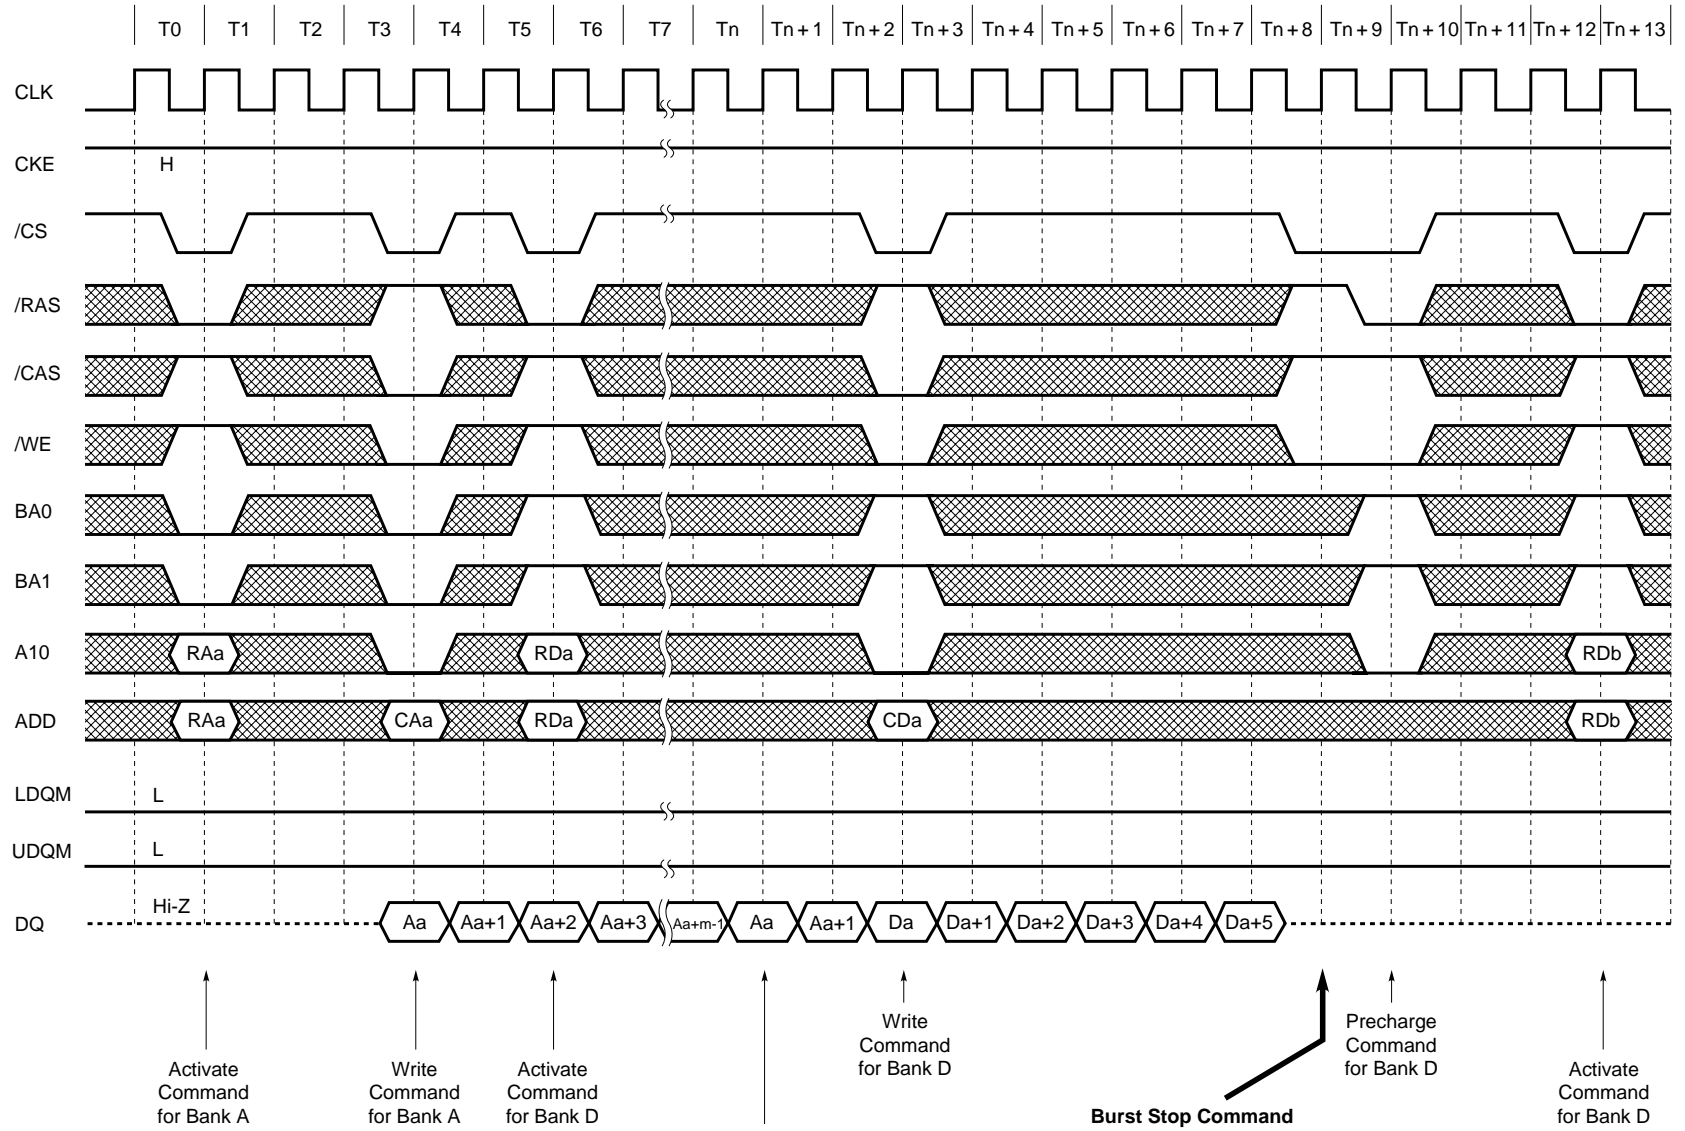 T0 T1 T2 T3 T4 T5 T6 T7 Tn Tn + 1 Tn + 2 Tn + 3 Tn + 4 Tn + 5 Tn + 6 Tn + 7 Tn + 8 Tn + 9 Tn + 10 Tn + 11 Tn + 12 Tn + 13
CLK
CKE H
/CS
/RAS
/CAS
/WE
BA0
BA1
A10 RAa RDa RDb
ADD RAa CAa RDa CDa RDb
LDQM L
UDQM L
DQ Hi-Z Aa Aa+1 Aa+2 Aa+3 Aa+m-1 Aa Aa+1 Da Da+1 Da+2 Da+3 Da+4 Da+5
Activate
Command
for Bank A
Write
Command
for Bank A
Activate
Command
for Bank D
Write
Command
for Bank D
Burst Stop Command
Precharge
Command
for Bank D
Activate
Command
for Bank D